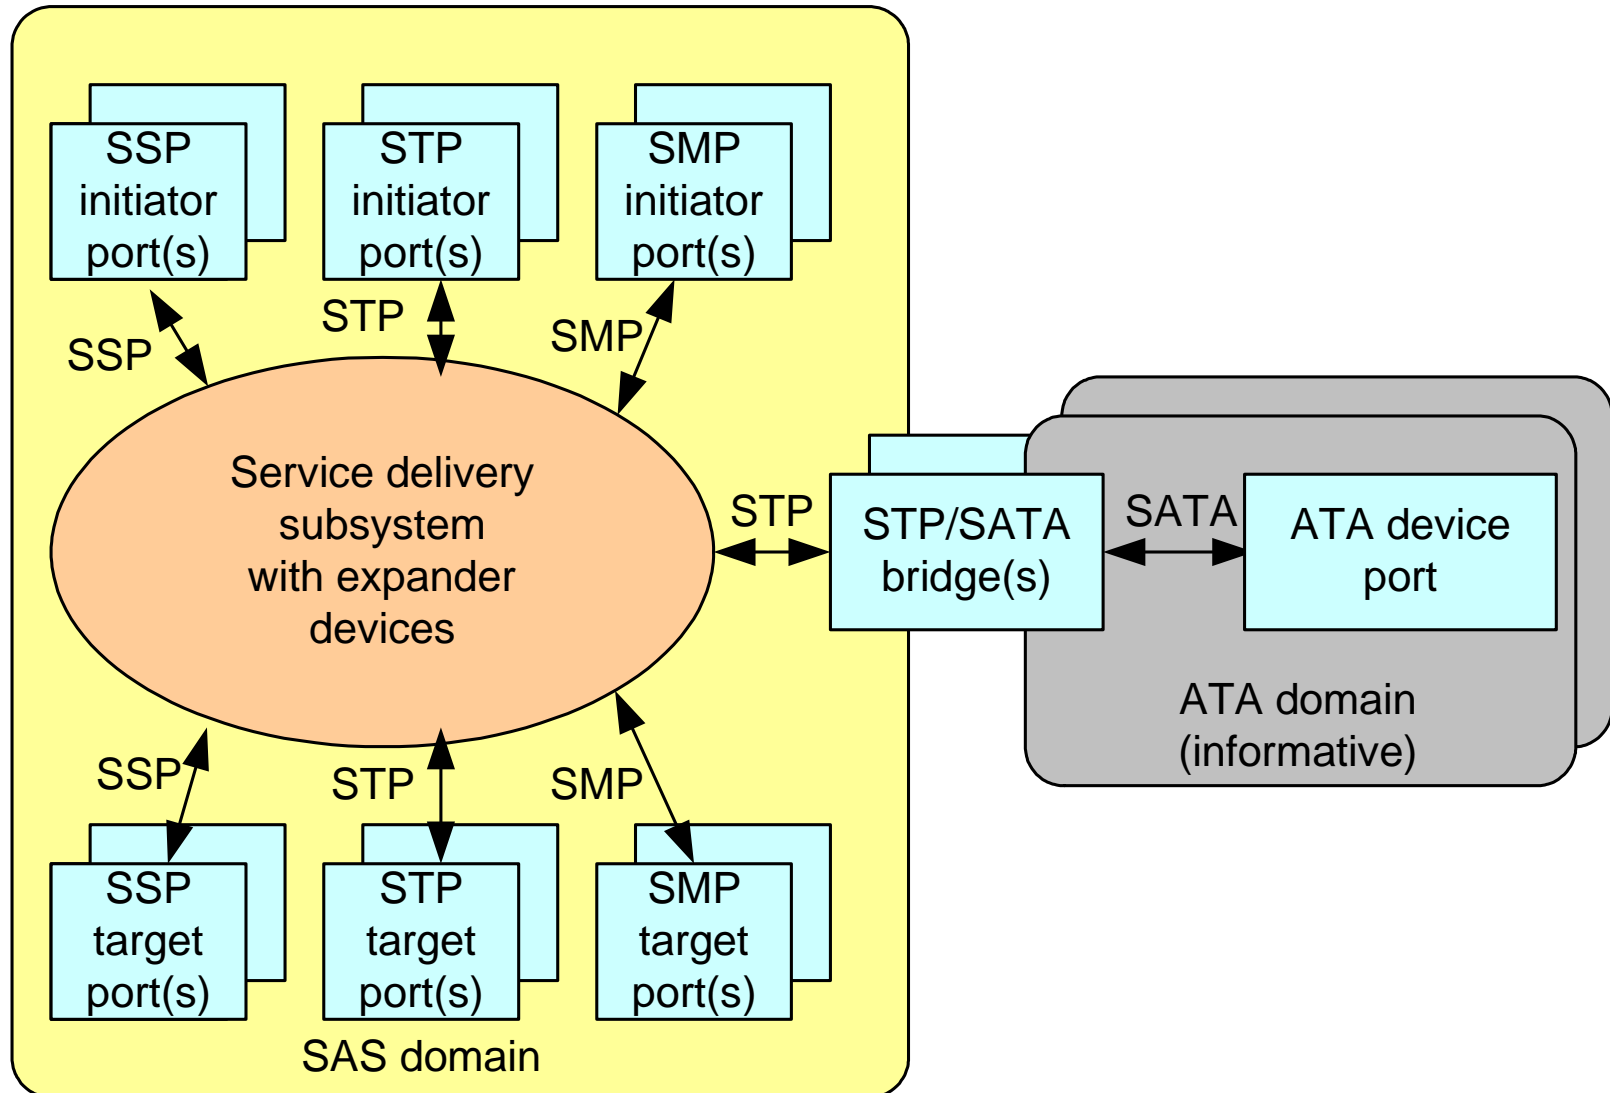 SSP
initiator
port(s)
STP
initiator
port(s)
SMP
initiator
port(s)
SSP
STP
SMP
Service delivery
subsystem
with expander
devices
STP
STP/SATA
bridge(s)
SATA
ATA device
port
ATA domain
(informative)
SSP
STP
SMP
SSP
target
port(s)
STP
target
port(s)
SMP
target
port(s)
SAS domain